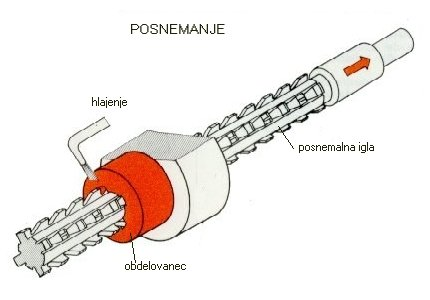 POSNEMANJE
hlajenje
posnemalna igla
obdelovanec